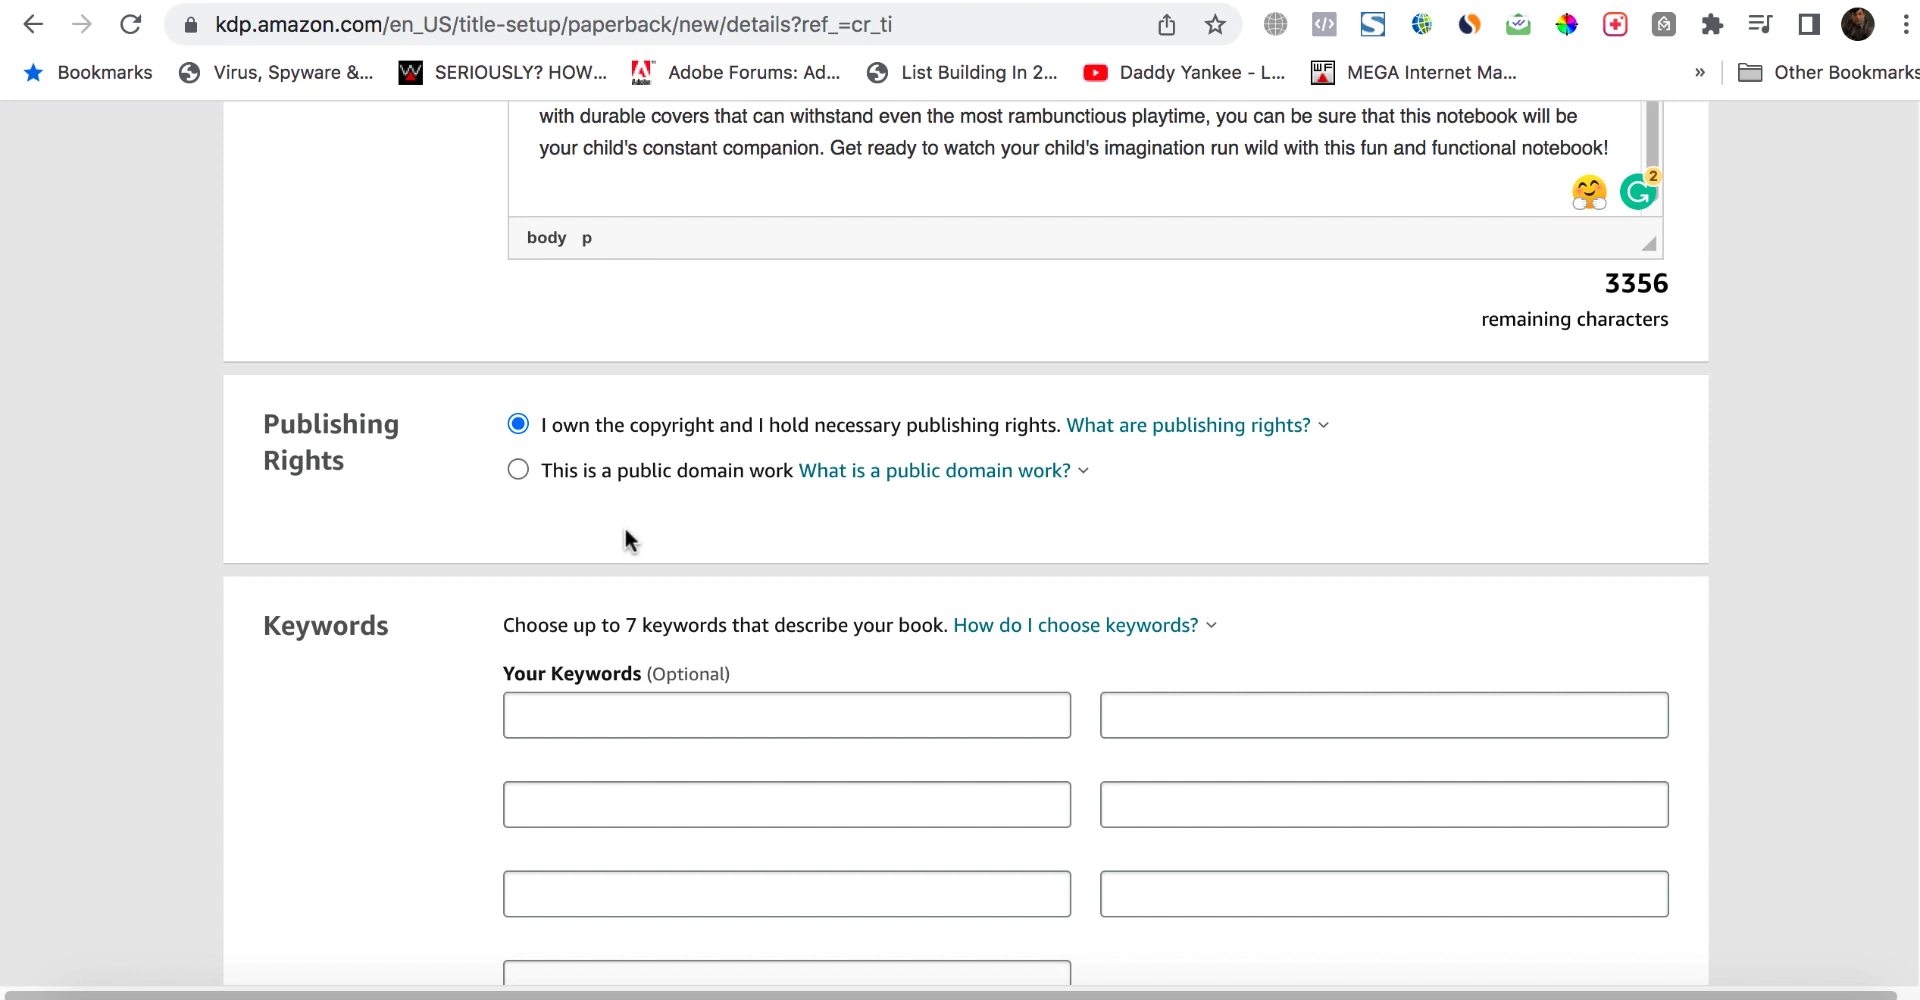 kdp.amazon.com/en_US/title-setup/paperback/new/details?ref_=cr_ti
Bookmarks Virus, Spyware &... SERIOUSLY? HOW... Adobe Forums: Ad... List Building In 2... Daddy Yankee - L... MEGA Internet Ma... » Other Bookmarks
with durable covers that can withstand even the most rambunctious playtime, you can be sure that this notebook will be
your child's constant companion. Get ready to watch your child's imagination run wild with this fun and functional notebook!
2
body p
3356
remaining characters
Publishing
Rights
I own the copyright and I hold necessary publishing rights. What are publishing rights?
This is a public domain work What is a public domain work?
Keywords
Choose up to 7 keywords that describe your book. How do I choose keywords?
Your Keywords (Optional)